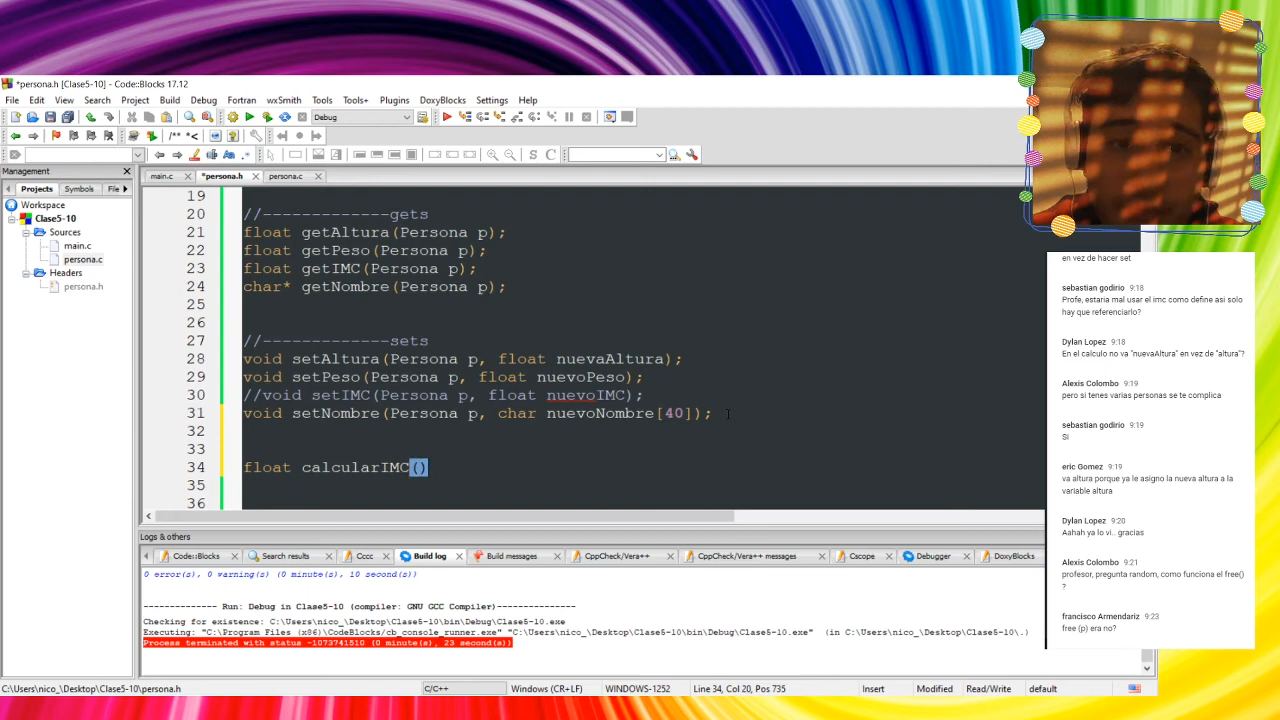 *persona.h [Clase5-10] - Code::Blocks 17.12
File Edit View Search Project Build Debug Fortran wxSmith Tools Tools+ Plugins DoxyBlocks Settings Help
Debug
Management
Projects Symbols File
Workspace
Clase5-10
Sources
main.c
persona.c
Headers
persona.h
main.c *persona.h persona.c
19
20 //-------------gets
21 float getAltura(Persona p);
22 float getPeso(Persona p);
23 float getIMC(Persona p);
24 char* getNombre(Persona p);
25
26
27 //-------------sets
28 void setAltura(Persona p, float nuevaAltura);
29 void setPeso(Persona p, float nuevoPeso);
30 //void setIMC(Persona p, float nuevoIMC);
31 void setNombre(Persona p, char nuevoNombre[40]);
32
33
34 float calcularIMC()
35
36
Logs & others
Code::Blocks Search results Cccc Build log Build messages CppCheck/Vera++ CppCheck/Vera++ messages Cscope Debugger DoxyBlocks
0 error(s), 0 warning(s) (0 minute(s), 10 second(s))
-------------- Run: Debug in Clase5-10 (compiler: GNU GCC Compiler)---------------
Checking for existence: C:\Users\nico_\Desktop\Clase5-10\bin\Debug\Clase5-10.exe
Executing: "C:\Program Files (x86)\CodeBlocks/cb_console_runner.exe" "C:\Users\nico_\Desktop\Clase5-10\bin\Debug\Clase5-10.exe" (in C:\Users\nico_\Desktop\Clase5-10\.)
Process terminated with status -1073741510 (0 minute(s), 23 second(s))
C:\Users\nico_\Desktop\Clase5-10\persona.h C/C++ Windows (CR+LF) WINDOWS-1252 Line 34, Col 20, Pos 735 Insert Modified Read/Write default
en vez de hacer set
sebastian godirio 9:18
Profe, estaria mal usar el imc como define asi solo
hay que referenciarlo?
Dylan Lopez 9:18
En el calculo no va "nuevaAltura" en vez de "altura"?
Alexis Colombo 9:19
pero si tenes varias personas se te complica
sebastian godirio 9:19
Si
eric Gomez 9:19
va altura porque ya le asigno la nueva altura a la
variable altura
Dylan Lopez 9:20
Aahah ya lo vi.. gracias
Alexis Colombo 9:21
profesor, pregunta random, como funciona el free()
?
francisco Armendariz 9:23
free (p) era no?